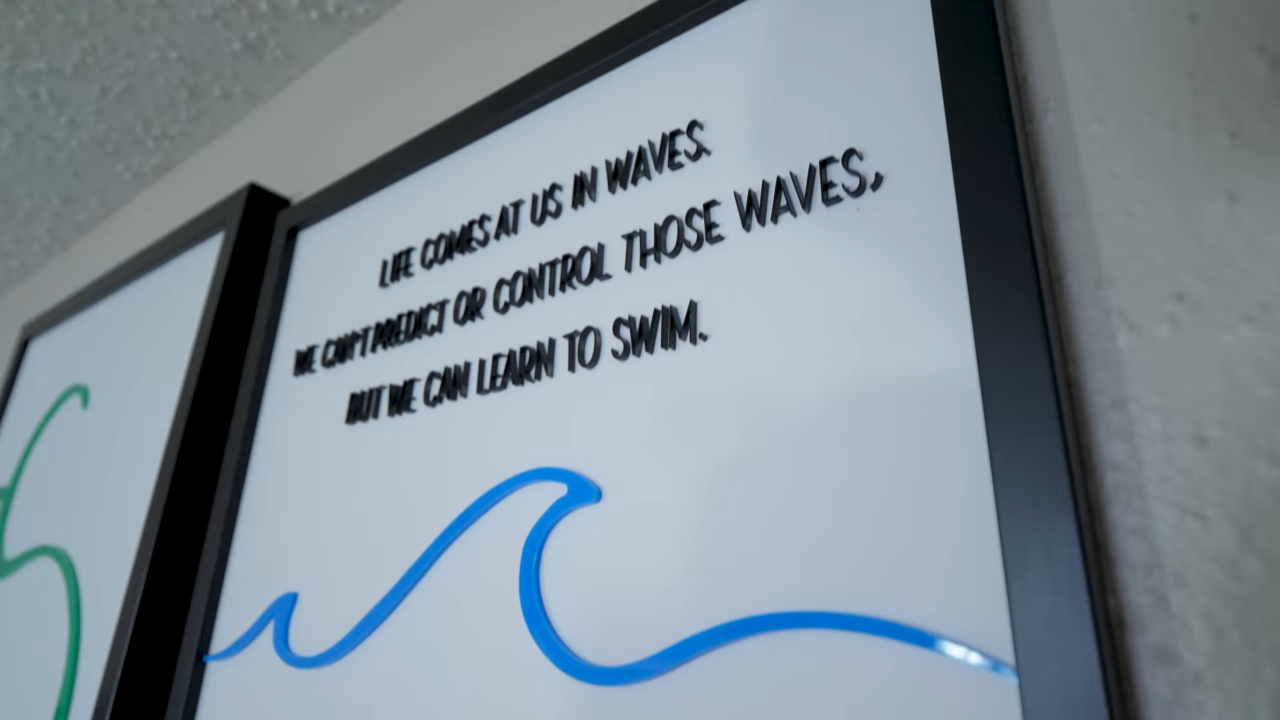 LIFE COMES AT US IN WAVES.
WE CAN'T PREDICT OR CONTROL THOSE WAVES,
BUT WE CAN LEARN TO SWIM.